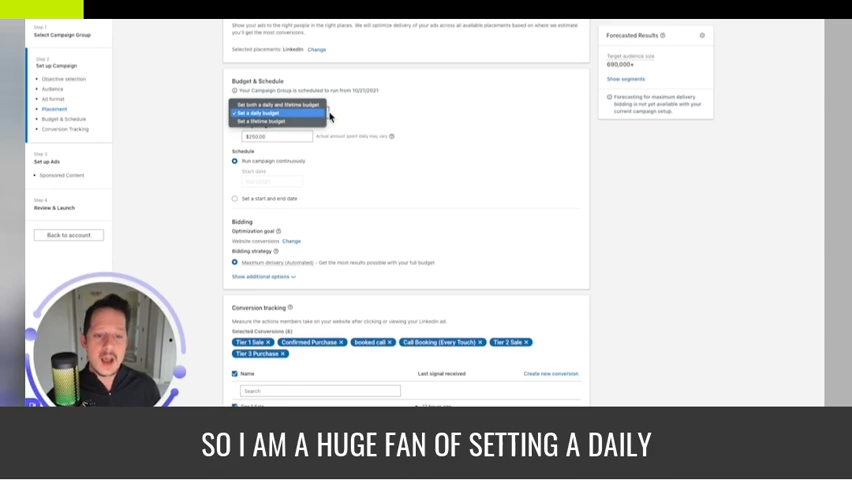 Step 1
Select Campaign Group
Step 2
Set up Campaign
Objective selection
Audience
Ad format
Placement
Budget & Schedule
Conversion Tracking
Step 3
Set up Ads
Sponsored Content
Step 4
Review & Launch
Back to account
Show your ads to the right people in the right places. We will optimize delivery of your ads across all available placements based on where we estimate
you'll get the most conversions.
Selected placements: LinkedIn Change
Budget & Schedule
Your Campaign Group is scheduled to run from 10/21/2021
Set both a daily and lifetime budget
Set a daily budget
Set a lifetime budget
$250.00 Actual amount spent daily may vary
Schedule
Run campaign continuously
Start date
Set a start and end date
Bidding
Optimization goal
Website conversions Change
Bidding strategy
Maximum delivery (Automated) - Get the most results possible with your full budget
Show additional options
Conversion tracking
Measure the actions members take on your website after clicking or viewing your LinkedIn ad.
Selected Conversions (6)
Tier 1 Sale × Confirmed Purchase × booked call × Call Booking (Every Touch) × Tier 2 Sale ×
Tier 3 Purchase ×
Name Last signal received Create new conversion
Search
Forecasted Results
Target audience size
690,000+
Show segments
Forecasting for maximum delivery
bidding is not yet available with your
current campaign setup.
SO I AM A HUGE FAN OF SETTING A DAILY